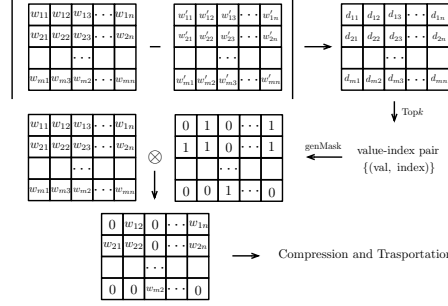 w11 w12 w13 ⋯ w1n − w′11 w′12 w′13 ⋯ w′1n d11 d12 d13 ⋯ d1n
w21 w22 w23 ⋯ w2n w′21 w′22 w′23 ⋯ w′2n d21 d22 d23 ⋯ d2n
⋯ ⋯ ⋯
wm1 wm3 wm2 ⋯ wmn w′m1 w′m3 w′m2 ⋯ w′mn dm1 dm2 dm3 ⋯ dmn
Topk
w11 w12 w13 ⋯ w1n ⊗ 0 1 0 ⋯ 1
w21 w22 w23 ⋯ w2n 1 1 0 ⋯ 1
⋯ ⋯
wm1 wm3 wm2 ⋯ wmn 0 0 1 ⋯ 0
genMask
value-index pair
{(val, index)}
0 w12 0 ⋯ w1n
w21 w22 0 ⋯ w2n
⋯
0 0 wm2 ⋯ 0
Compression and Trasportation